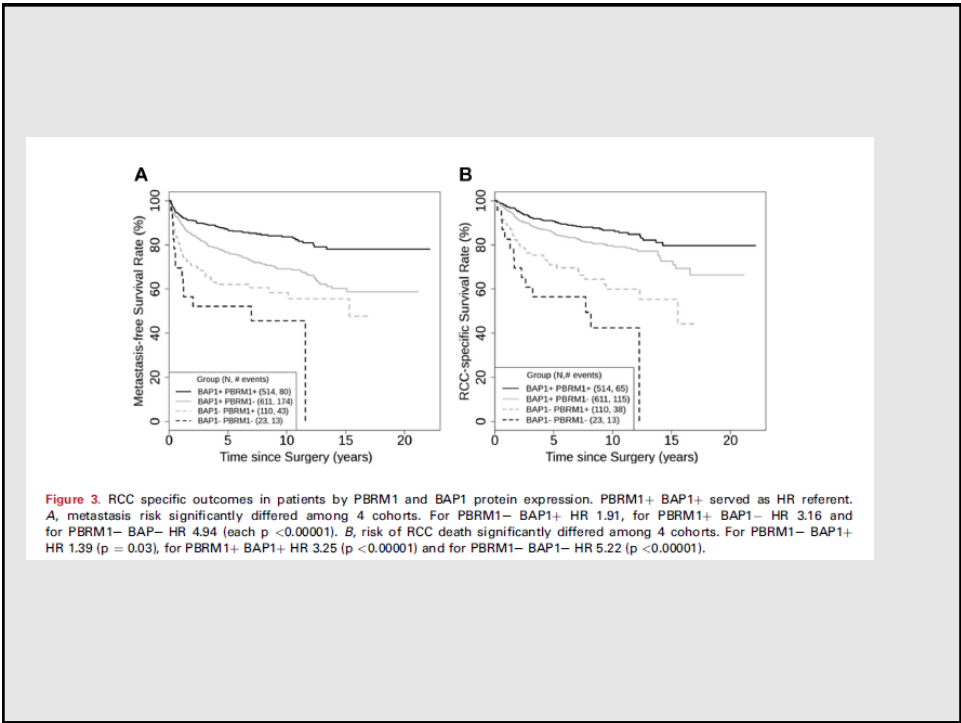 A
Metastasis-free Survival Rate (%)
100
80
60
40
20
0
Group (N, # events)
BAP1+ PBRM1+ (514, 80)
BAP1+ PBRM1- (611, 174)
BAP1- PBRM1+ (110, 43)
BAP1- PBRM1- (23, 13)
0 5 10 15 20
Time since Surgery (years)
B
RCC-specific Survival Rate (%)
100
80
60
40
20
0
Group (N,# events)
BAP1+ PBRM1+ (514, 65)
BAP1+ PBRM1- (611, 115)
BAP1- PBRM1+ (110, 38)
BAP1- PBRM1- (23, 13)
0 5 10 15 20
Time since Surgery (years)
Figure 3. RCC specific outcomes in patients by PBRM1 and BAP1 protein expression. PBRM1+ BAP1+ served as HR referent.
A, metastasis risk significantly differed among 4 cohorts. For PBRM1− BAP1+ HR 1.91, for PBRM1+ BAP1− HR 3.16 and
for PBRM1− BAP− HR 4.94 (each p <0.00001). B, risk of RCC death significantly differed among 4 cohorts. For PBRM1− BAP1+
HR 1.39 (p = 0.03), for PBRM1+ BAP1+ HR 3.25 (p <0.00001) and for PBRM1− BAP1− HR 5.22 (p <0.00001).